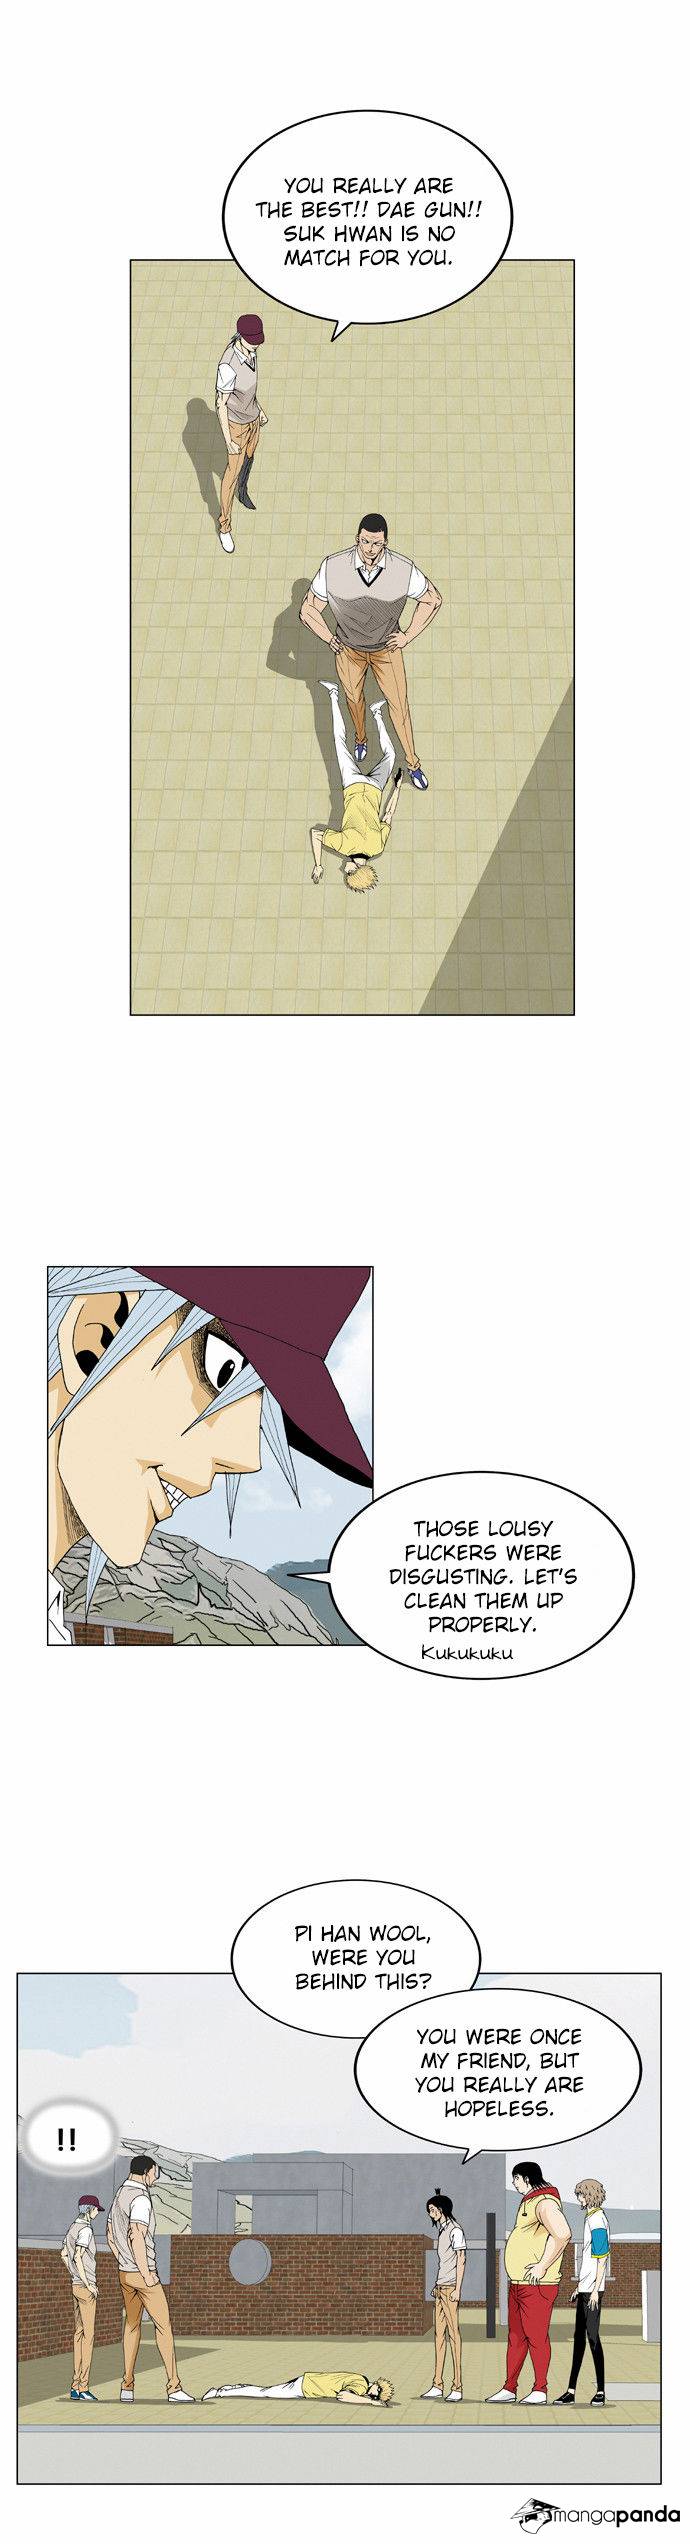 YOU REALLY ARE
THE BEST!! DAE GUN!!
SUK HWAN IS NO
MATCH FOR YOU.
THOSE LOUSY
FUCKERS WERE
DISGUSTING. LET'S
CLEAN THEM UP
PROPERLY.
Kukukuku
PI HAN WOOL,
WERE YOU
BEHIND THIS?
YOU WERE ONCE
MY FRIEND, BUT
YOU REALLY ARE
HOPELESS.
!!
mangapanda